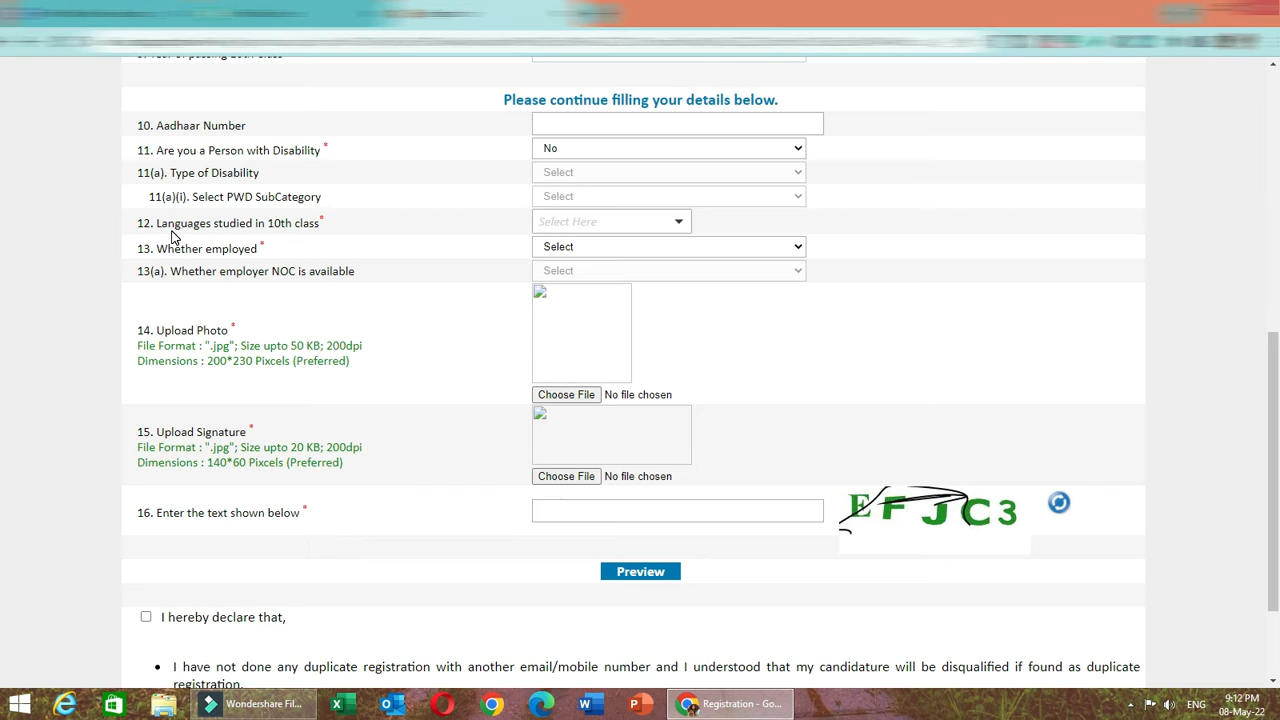 Please continue filling your details below.
10. Aadhaar Number
11. Are you a Person with Disability *
No
11(a). Type of Disability
Select
11(a)(i). Select PWD SubCategory
Select
12. Languages studied in 10th class*
Select Here
13. Whether employed *
Select
13(a). Whether employer NOC is available
Select
14. Upload Photo *
File Format : ".jpg"; Size upto 50 KB; 200dpi
Dimensions : 200*230 Pixcels (Preferred)
Choose File No file chosen
15. Upload Signature *
File Format : ".jpg"; Size upto 20 KB; 200dpi
Dimensions : 140*60 Pixcels (Preferred)
Choose File No file chosen
16. Enter the text shown below *
EFJC3
Preview
I hereby declare that,
• I have not done any duplicate registration with another email/mobile number and I understood that my candidature will be disqualified if found as duplicate
registration.
Wondershare Fil...
Registration - Go...
ENG
9:12 PM
08-May-22